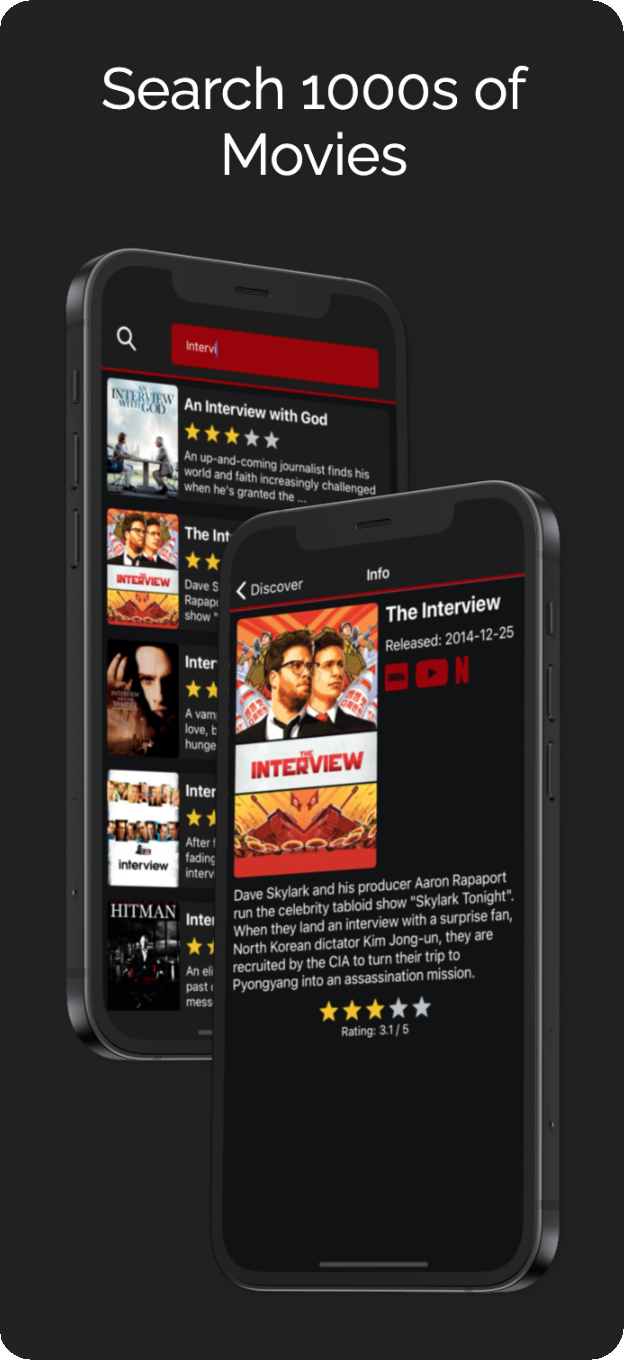 Search 1000s of
Movies
Intervi
AN
INTERVIEW
WITH GOD
An Interview with God
An up-and-coming journalist finds his
world and faith increasingly challenged
when he's granted the ...
THE
INTERVIEW
The Int
Dave S
Rapap
show "
INTERVIEW
VAMPIRE
Inter
A vam
love, b
hunge
interview
Inter
After f
fading
intervi
HITMAN
Inter
An eli
past c
mess
Discover
Info
THE
INTERVIEW
The Interview
Released: 2014-12-25
N
Dave Skylark and his producer Aaron Rapaport
run the celebrity tabloid show "Skylark Tonight".
When they land an interview with a surprise fan,
North Korean dictator Kim Jong-un, they are
recruited by the CIA to turn their trip to
Pyongyang into an assassination mission.
Rating: 3.1 / 5